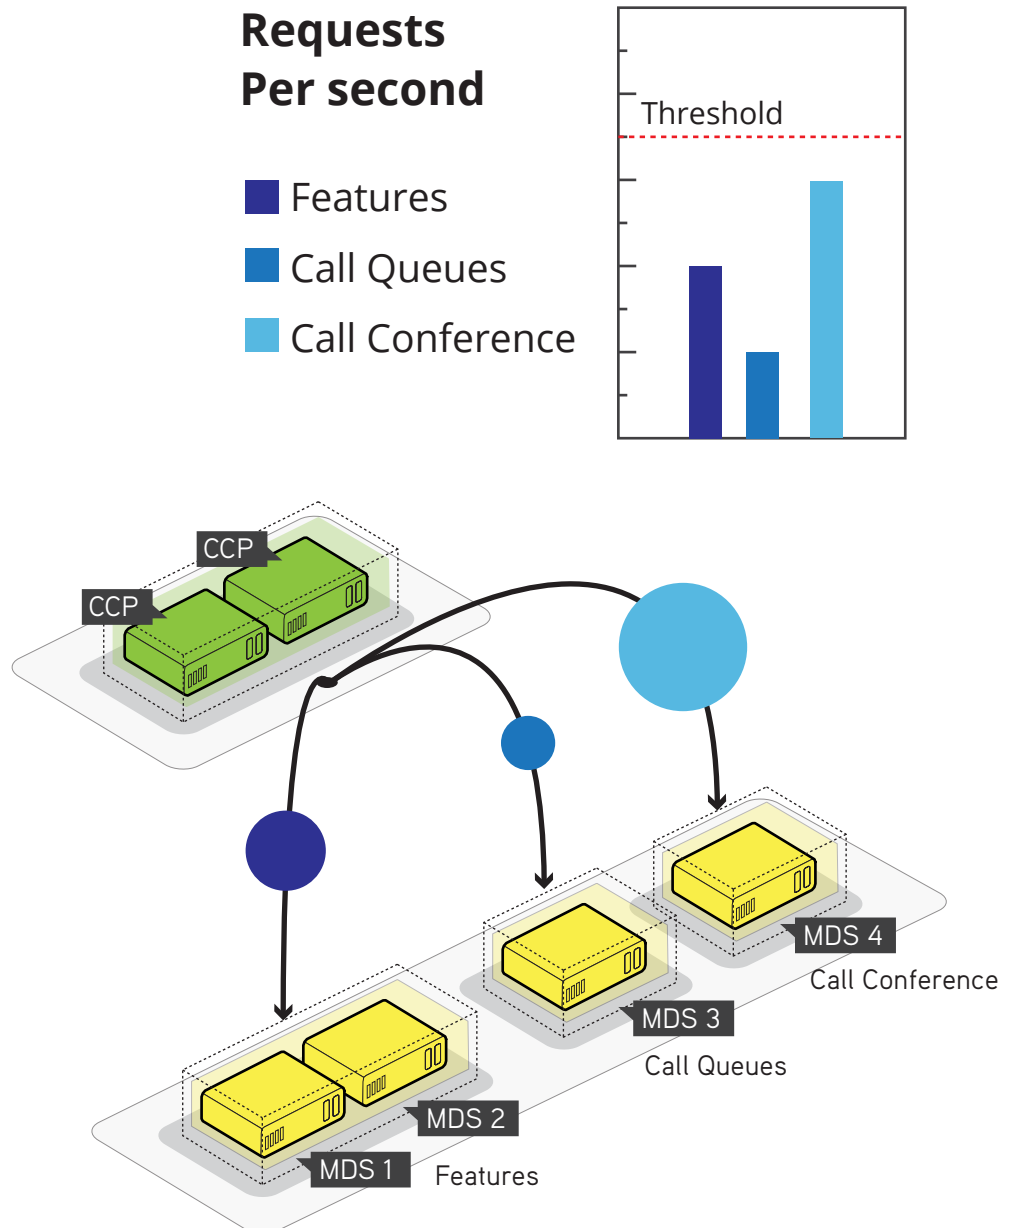 Requests
Per second
Threshold
Features
Call Queues
Call Conference
CCP
CCP
MDS 4
Call Conference
MDS 3
Call Queues
MDS 2
MDS 1
Features